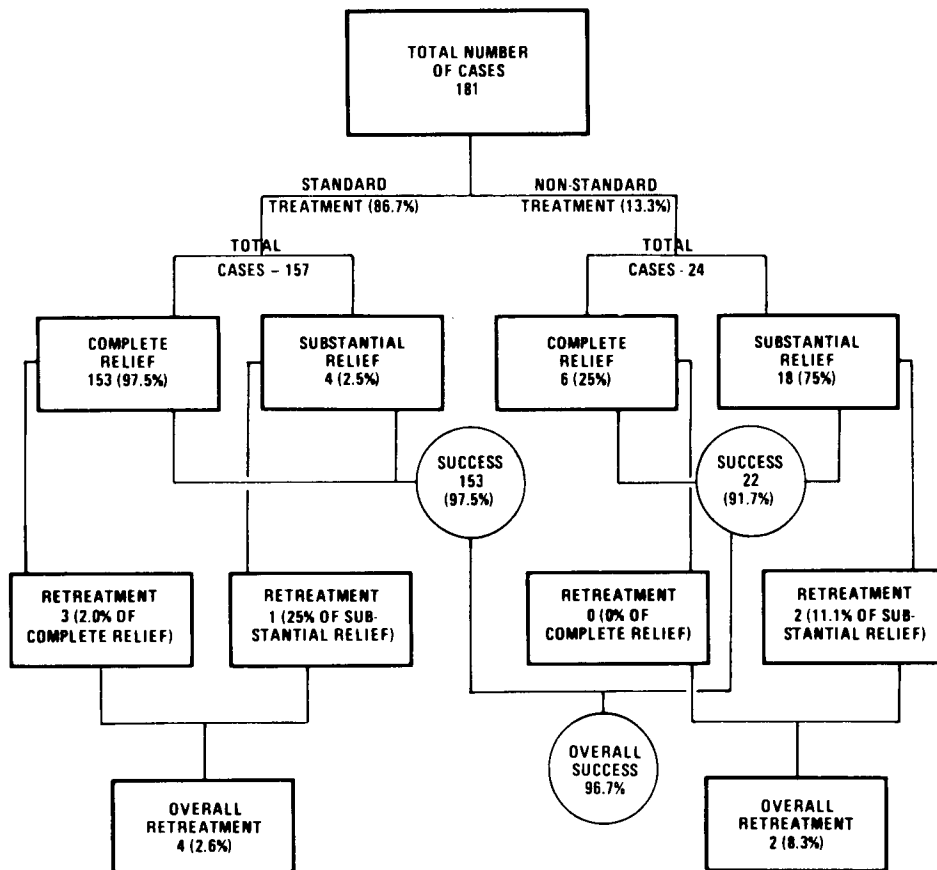 TOTAL NUMBER
OF CASES
181
STANDARD
TREATMENT (86.7%)
NON-STANDARD
TREATMENT (13.3%)
TOTAL
CASES – 157
TOTAL
CASES - 24
COMPLETE
RELIEF
153 (97.5%)
SUBSTANTIAL
RELIEF
4 (2.5%)
COMPLETE
RELIEF
6 (25%)
SUBSTANTIAL
RELIEF
18 (75%)
SUCCESS
153
(97.5%)
SUCCESS
22
(91.7%)
RETREATMENT
3 (2.0% OF
COMPLETE RELIEF)
RETREATMENT
1 (25% OF SUB-
STANTIAL RELIEF)
RETREATMENT
0 (0% OF
COMPLETE RELIEF)
RETREATMENT
2 (11.1% OF SUB-
STANTIAL RELIEF)
OVERALL
SUCCESS
96.7%
OVERALL
RETREATMENT
4 (2.6%)
OVERALL
RETREATMENT
2 (8.3%)